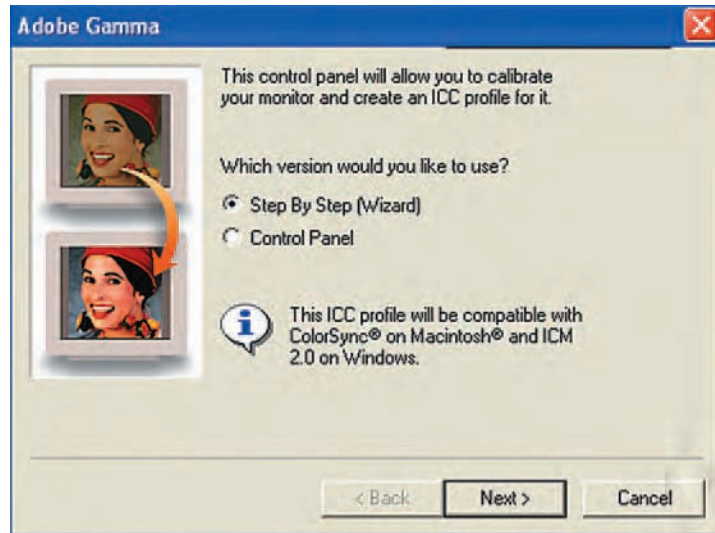 Adobe Gamma
This control panel will allow you to calibrate
your monitor and create an ICC profile for it.
Which version would you like to use?
Step By Step (Wizard)
Control Panel
This ICC profile will be compatible with
ColorSync® on Macintosh® and ICM
2.0 on Windows.
< Back
Next >
Cancel